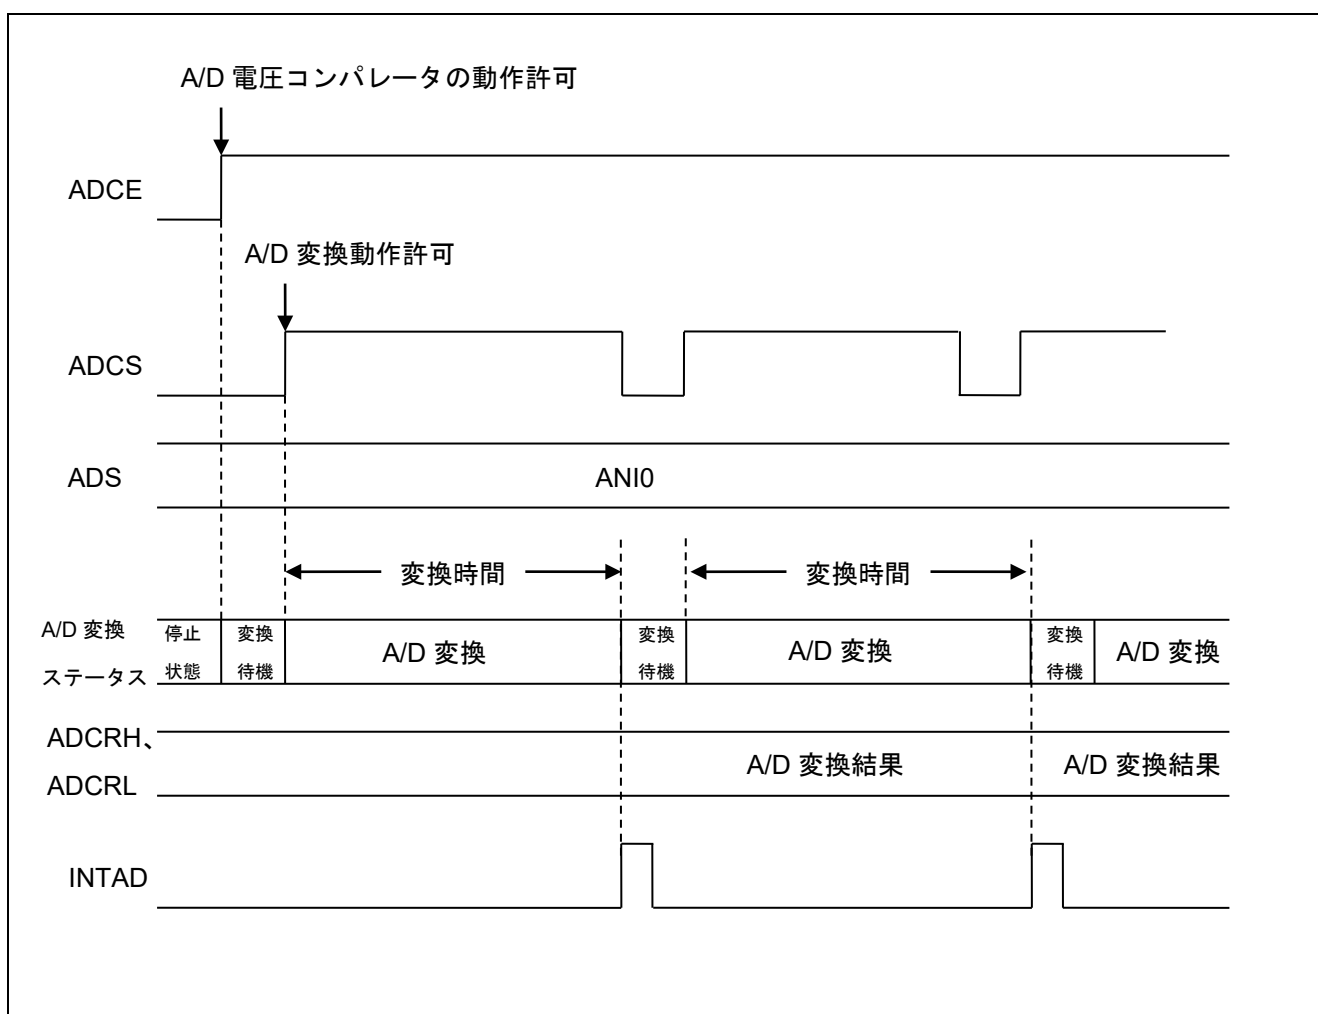 A/D 電圧コンパレータの動作許可
ADCE
A/D 変換動作許可
ADCS
ADS
ANI0
変換時間
変換時間
A/D 変換
ステータス
停止
状態
変換
待機
A/D 変換
変換
待機
A/D 変換
変換
待機
A/D 変換
ADCRH、
ADCRL
A/D 変換結果
A/D 変換結果
INTAD